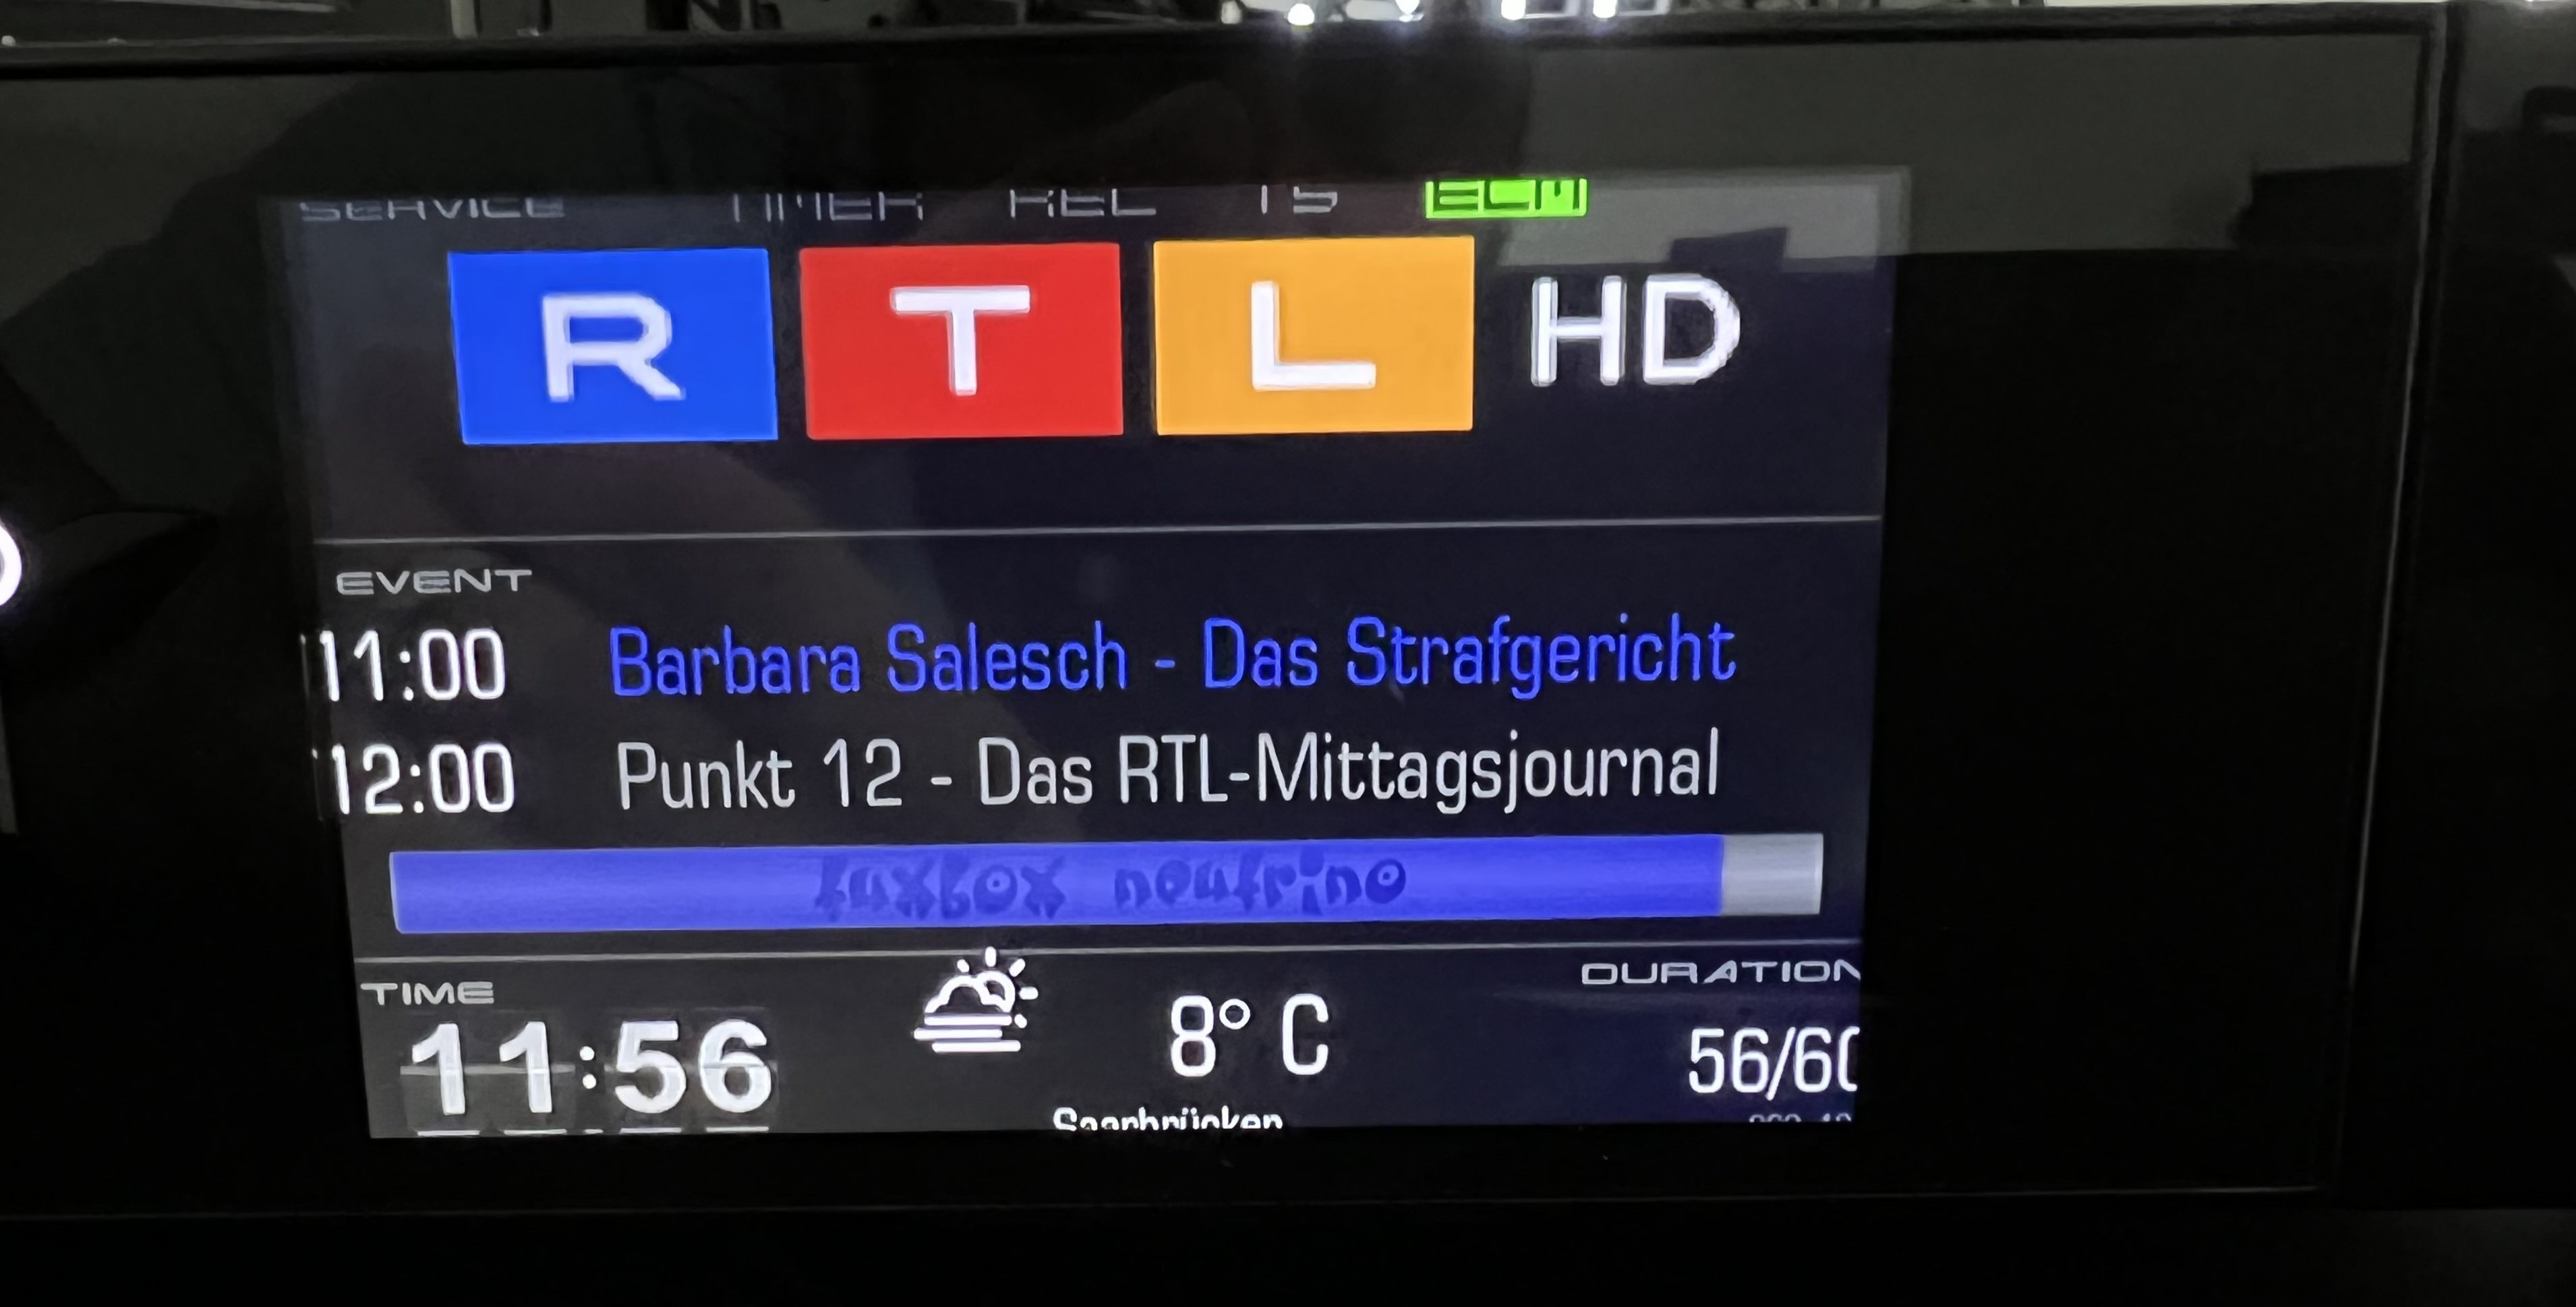 SERVICE TIMER REC TS ECM
R T L HD
EVENT
11:00 Barbara Salesch - Das Strafgericht
12:00 Punkt 12 - Das RTL-Mittagsjournal
tuxbox neutrino
TIME
DURATION
11:56
8° C
56/60
Saarbrücken